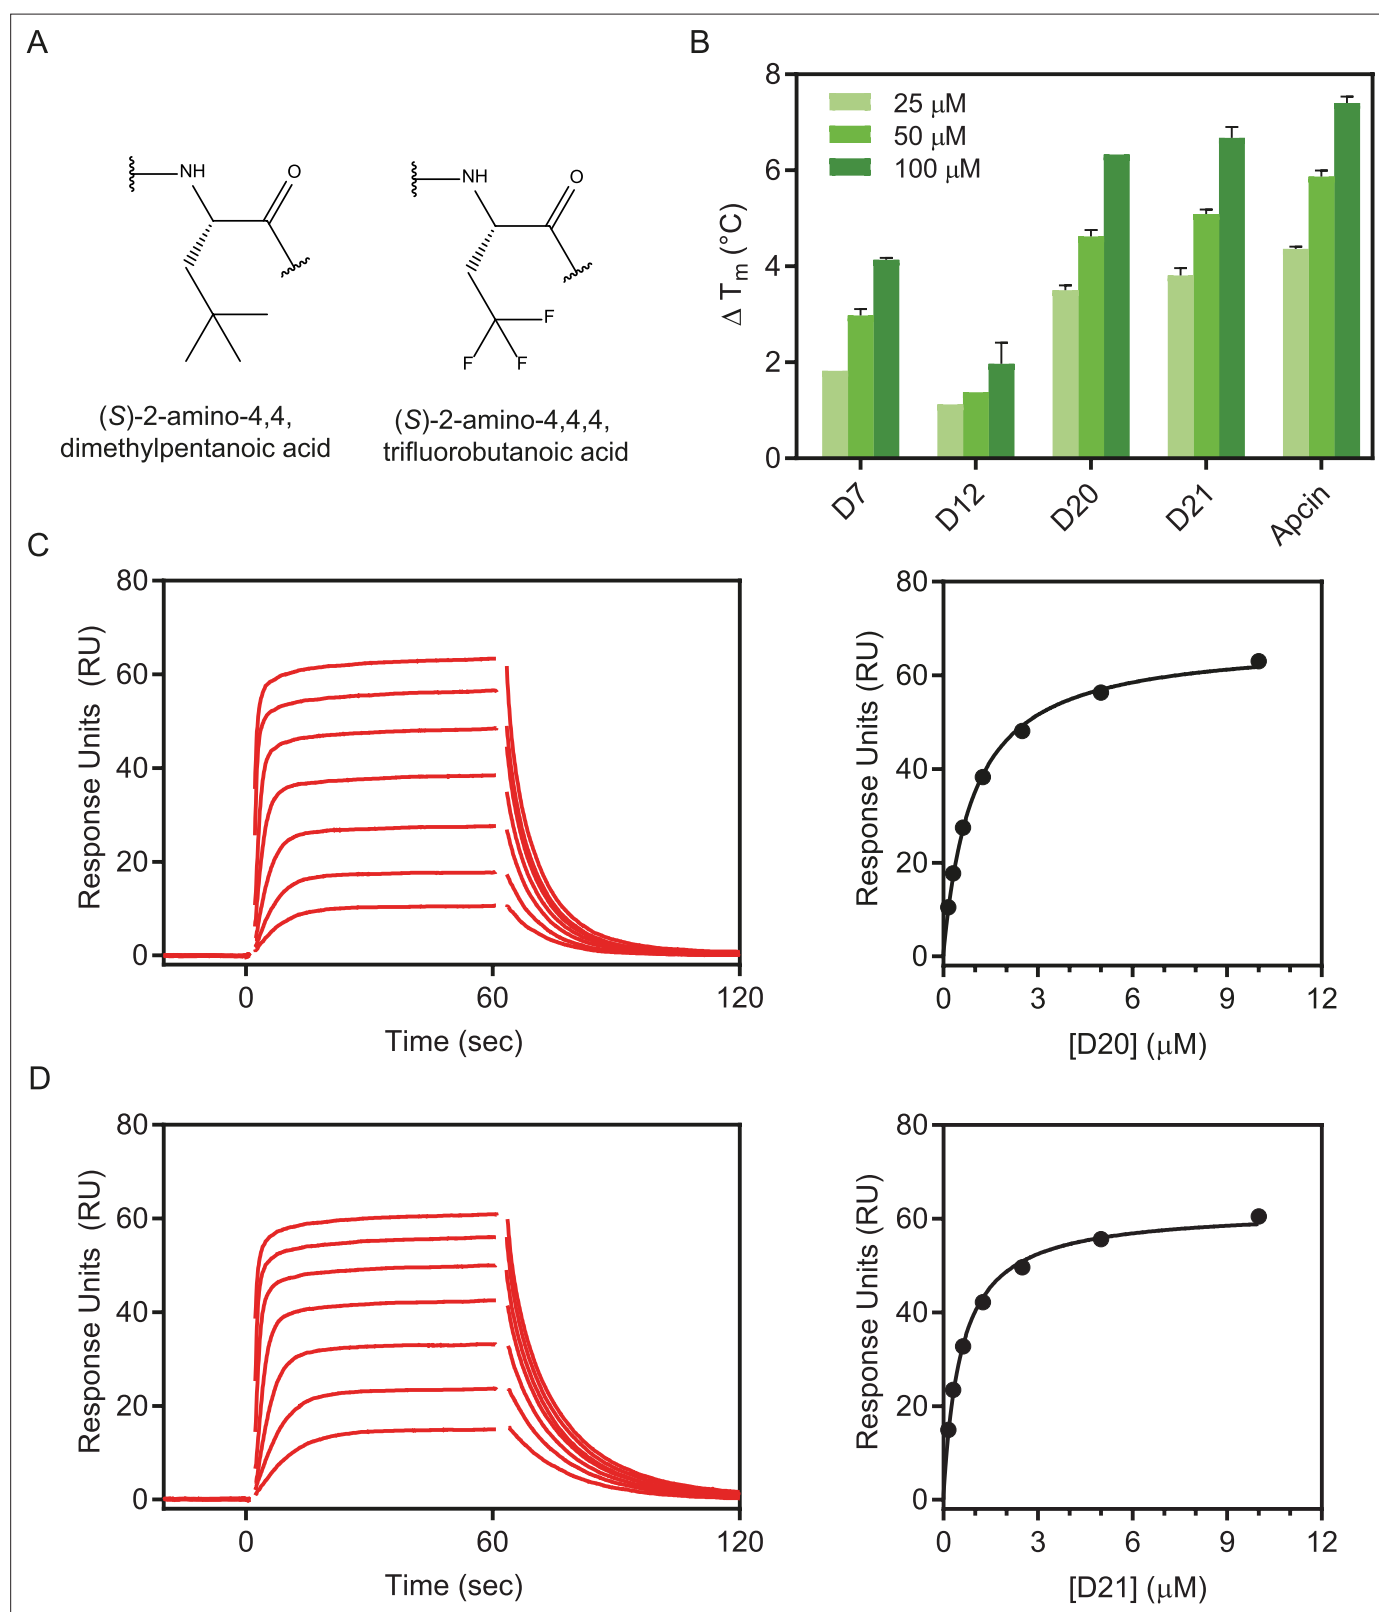 A
NH
O
(S)-2-amino-4,4,
dimethylpentanoic acid
NH
O
F
F
F
(S)-2-amino-4,4,4,
trifluorobutanoic acid
B
8
6
4
2
0
Δ Tm (°C)
25 μM
50 μM
100 μM
D7
D12
D20
D21
Apcin
C
80
60
40
20
0
Response Units (RU)
0
60
120
Time (sec)
80
60
40
20
0
Response Units (RU)
0
3
6
9
12
[D20] (μM)
D
80
60
40
20
0
Response Units (RU)
0
60
120
Time (sec)
80
60
40
20
0
Response Units (RU)
0
3
6
9
12
[D21] (μM)